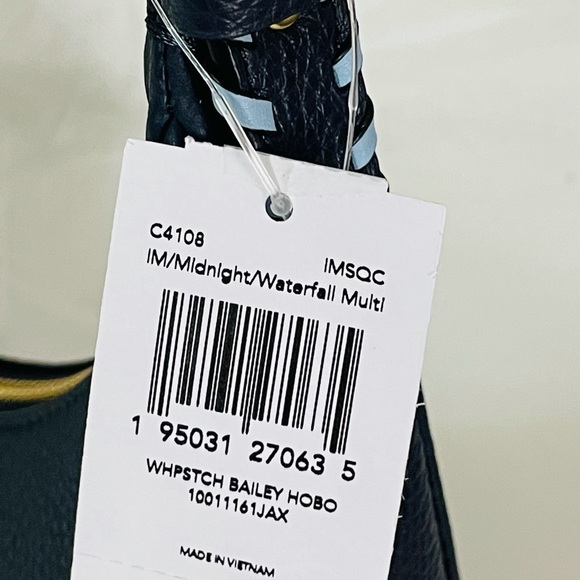 C4108 IMSQC
IM/Midnight/Waterfall Multi
1 95031 27063 5
WHPSTCH BAILEY HOBO
10011161JAX
MADE IN VIETNAM